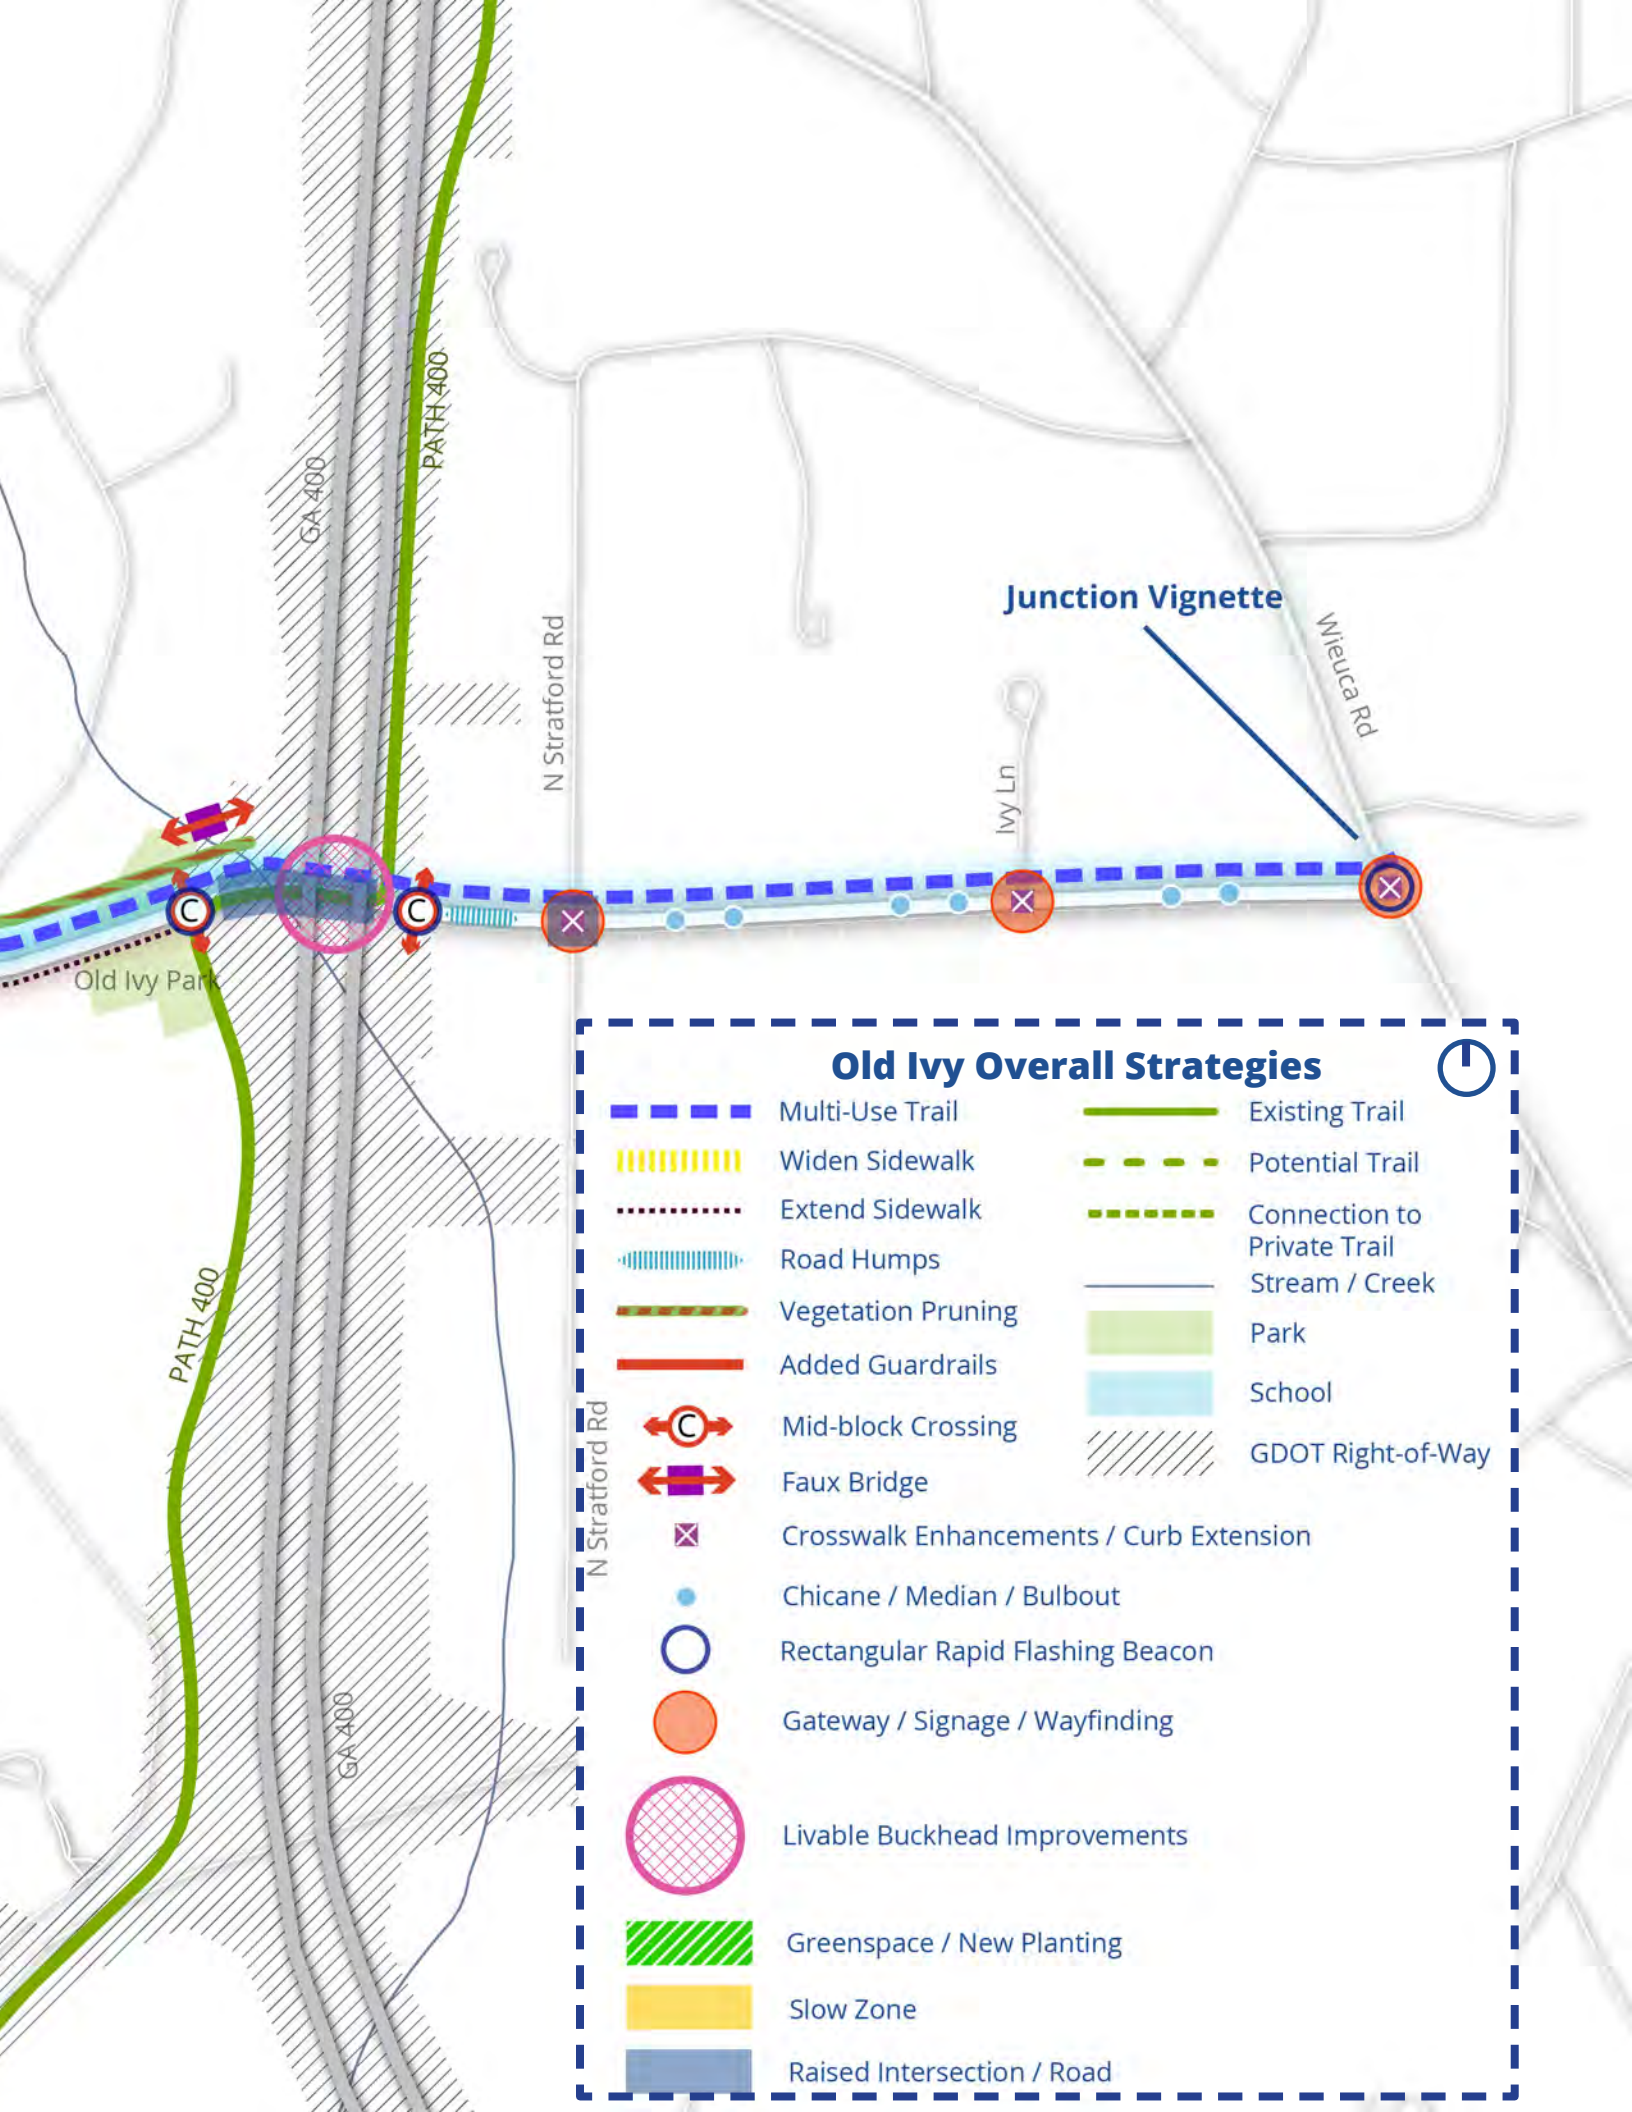 PATH 400
GA 400
N Stratford Rd
Junction Vignette
Wieuca Rd
Ivy Ln
C
C
Old Ivy Park
PATH 400
GA 400
N Stratford Rd
Old Ivy Overall Strategies
Multi-Use Trail
Widen Sidewalk
Extend Sidewalk
Road Humps
Vegetation Pruning
Added Guardrails
C
Mid-block Crossing
Faux Bridge
Crosswalk Enhancements / Curb Extension
Chicane / Median / Bulbout
Rectangular Rapid Flashing Beacon
Gateway / Signage / Wayfinding
Livable Buckhead Improvements
Greenspace / New Planting
Slow Zone
Raised Intersection / Road
Existing Trail
Potential Trail
Connection to
Private Trail
Stream / Creek
Park
School
GDOT Right-of-Way